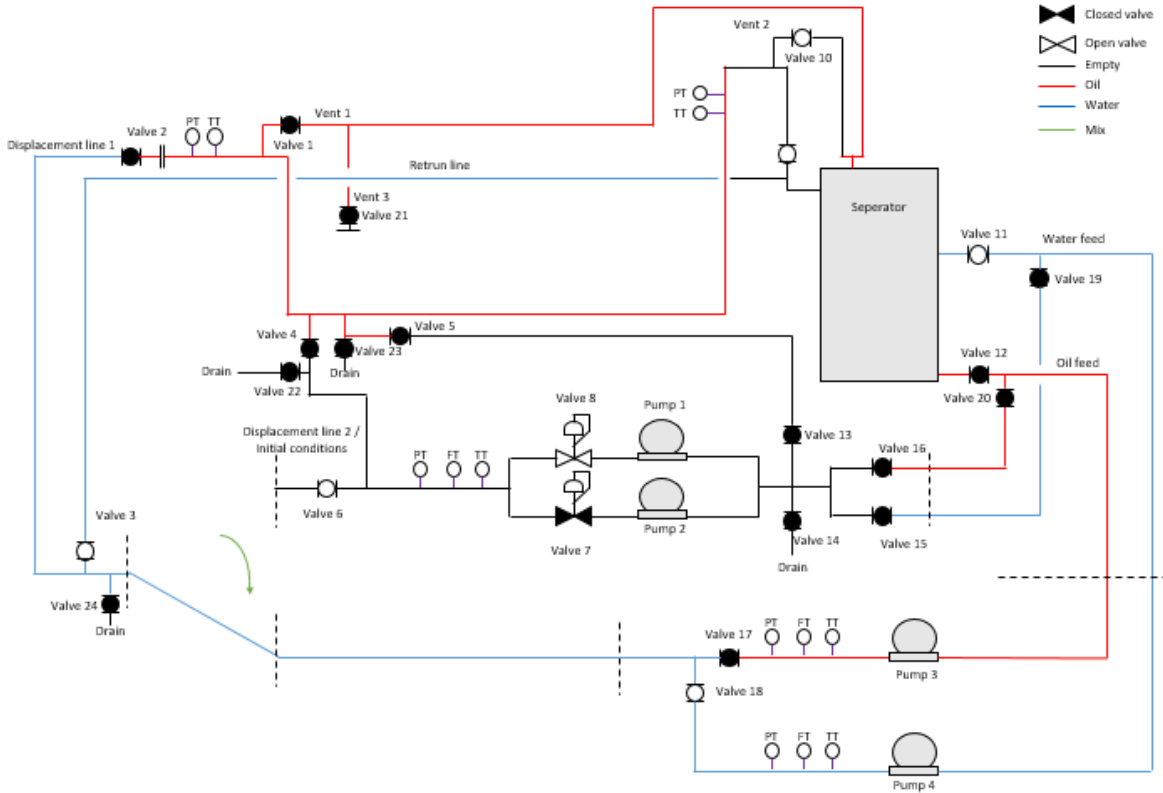 Closed valve
Open valve
Empty
Oil
Water
Mix
Vent 2
Valve 10
PT
TT
Vent 1
Valve 1
PT
TT
Valve 2
Displacement line 1
Retrun line
Vent 3
Valve 21
Seperator
Valve 11
Water feed
Valve 19
Valve 12
Oil feed
Valve 20
Valve 4
Valve 5
Valve 23
Drain
Drain
Valve 22
Displacement line 2 /
Initial conditions
Valve 8
Pump 1
Valve 13
Valve 16
PT
FT
TT
Valve 6
Pump 2
Valve 7
Valve 14
Drain
Valve 15
Valve 3
Valve 24
Drain
Valve 17
PT
FT
TT
Pump 3
Valve 18
PT
FT
TT
Pump 4